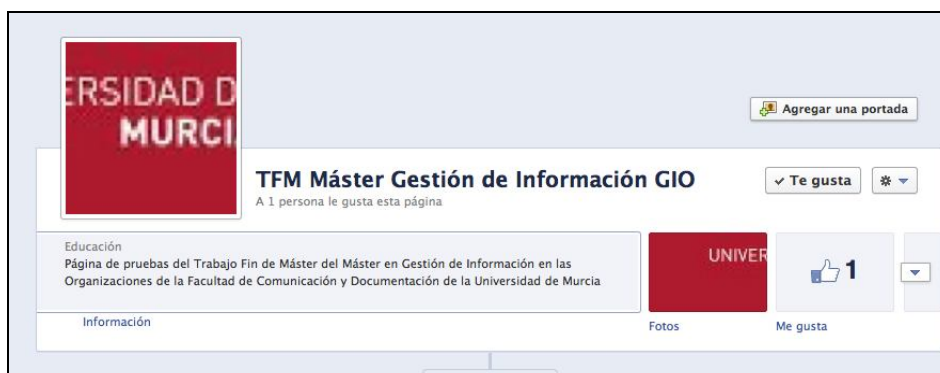 ERSIDAD D
MURCI
Agregar una portada
TFM Máster Gestión de Información GIO
Te gusta
A 1 persona le gusta esta página
Educación
Página de pruebas del Trabajo Fin de Máster del Máster en Gestión de Información en las
Organizaciones de la Facultad de Comunicación y Documentación de la Universidad de Murcia
UNIVER
1
Información
Fotos
Me gusta